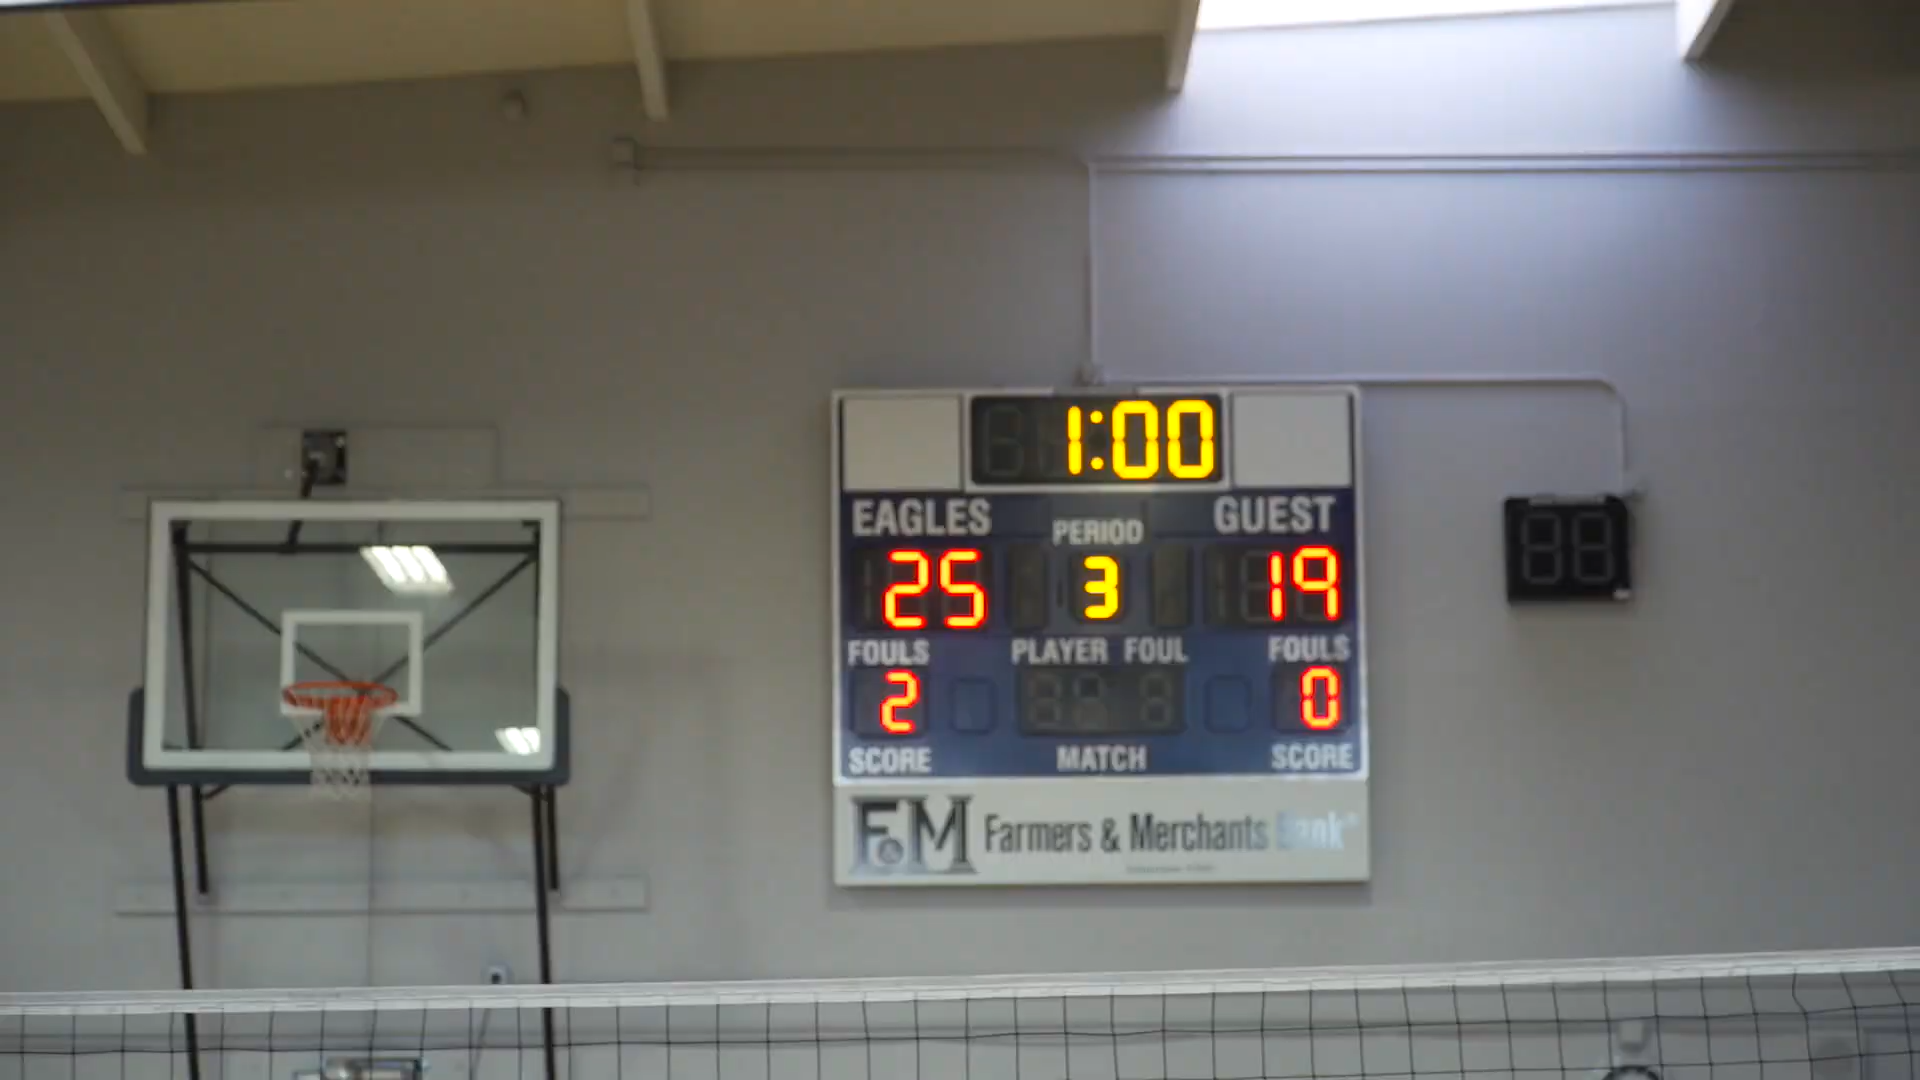 1:00
EAGLES PERIOD GUEST
25 3 19
FOULS PLAYER FOUL FOULS
2 0
SCORE MATCH SCORE
F&M Farmers & Merchants Bank